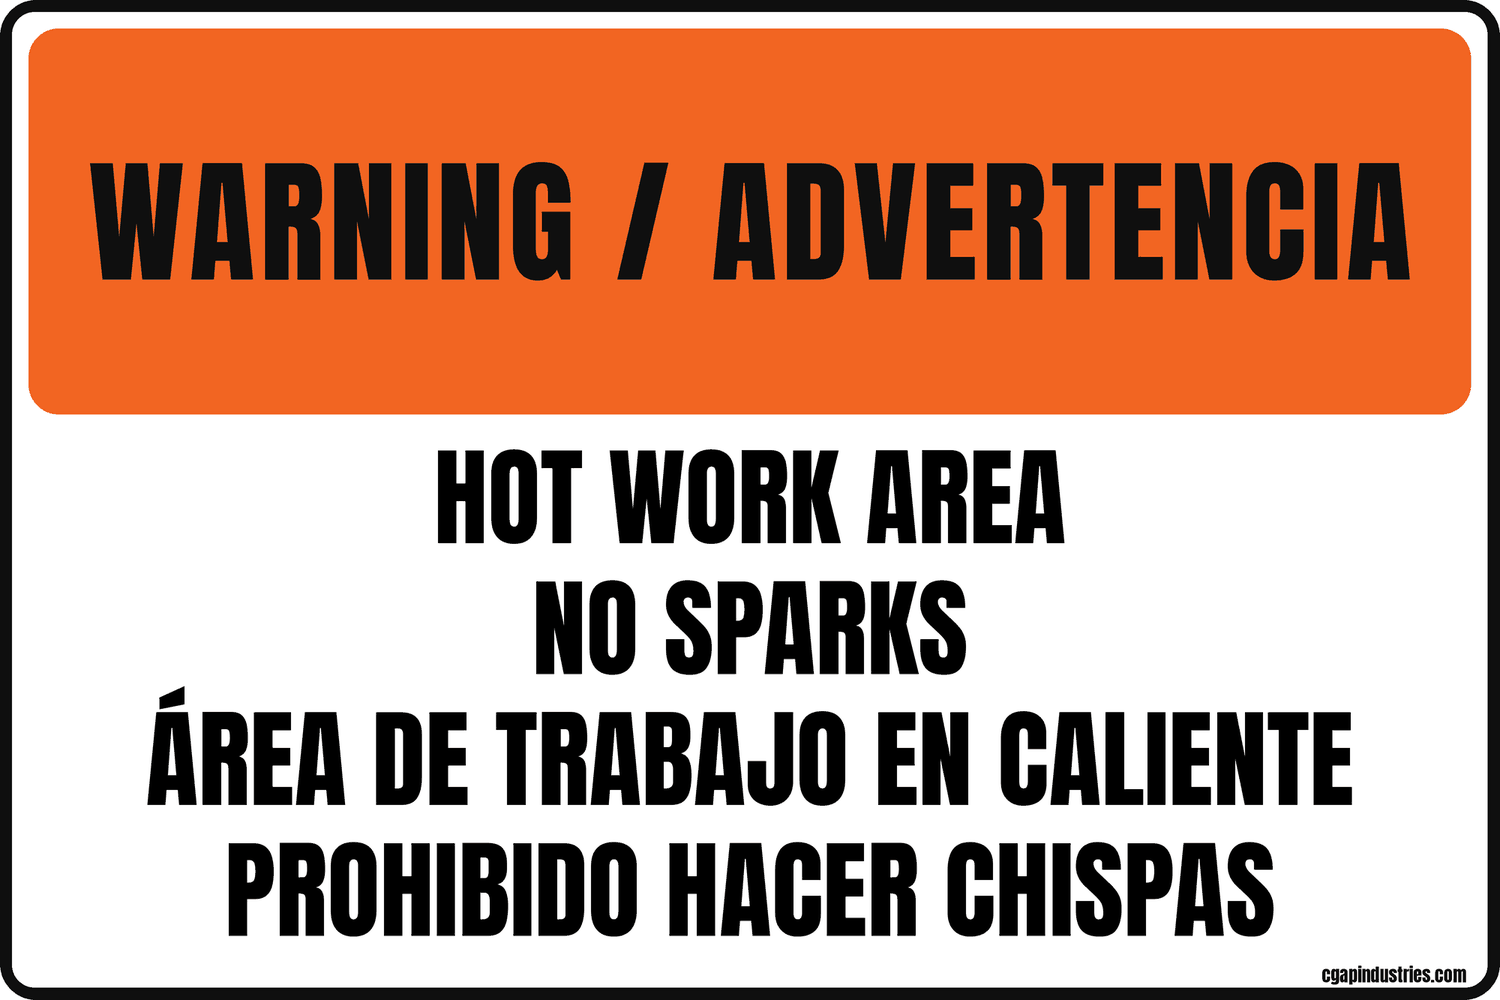 WARNING / ADVERTENCIA
HOT WORK AREA
NO SPARKS
ÁREA DE TRABAJO EN CALIENTE
PROHIBIDO HACER CHISPAS
cgapindustries.com